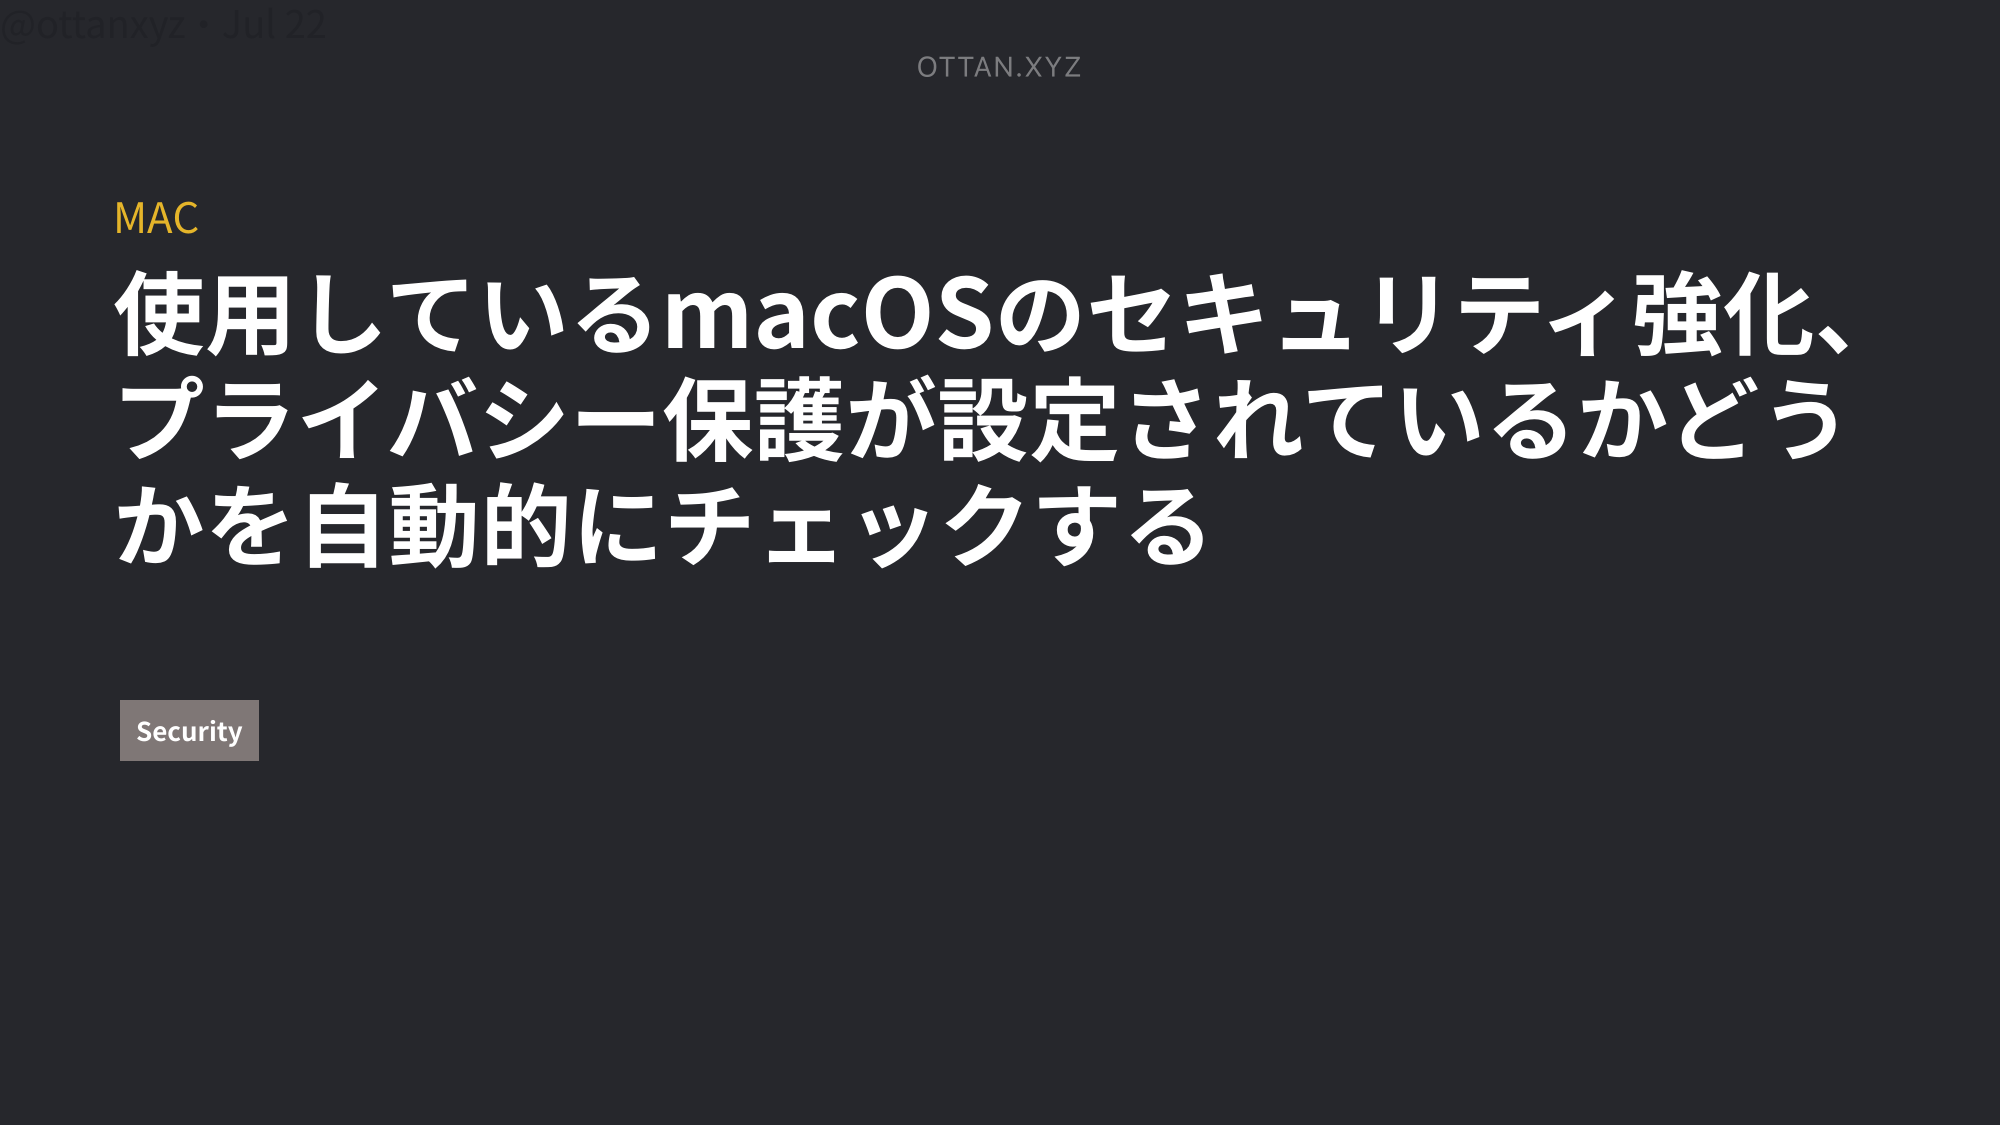 @ottanxyz・Jul 22
OTTAN.XYZ
MAC
使用しているmacOSのセキュリティ強化、
プライバシー保護が設定されているかどう
かを自動的にチェックする
Security